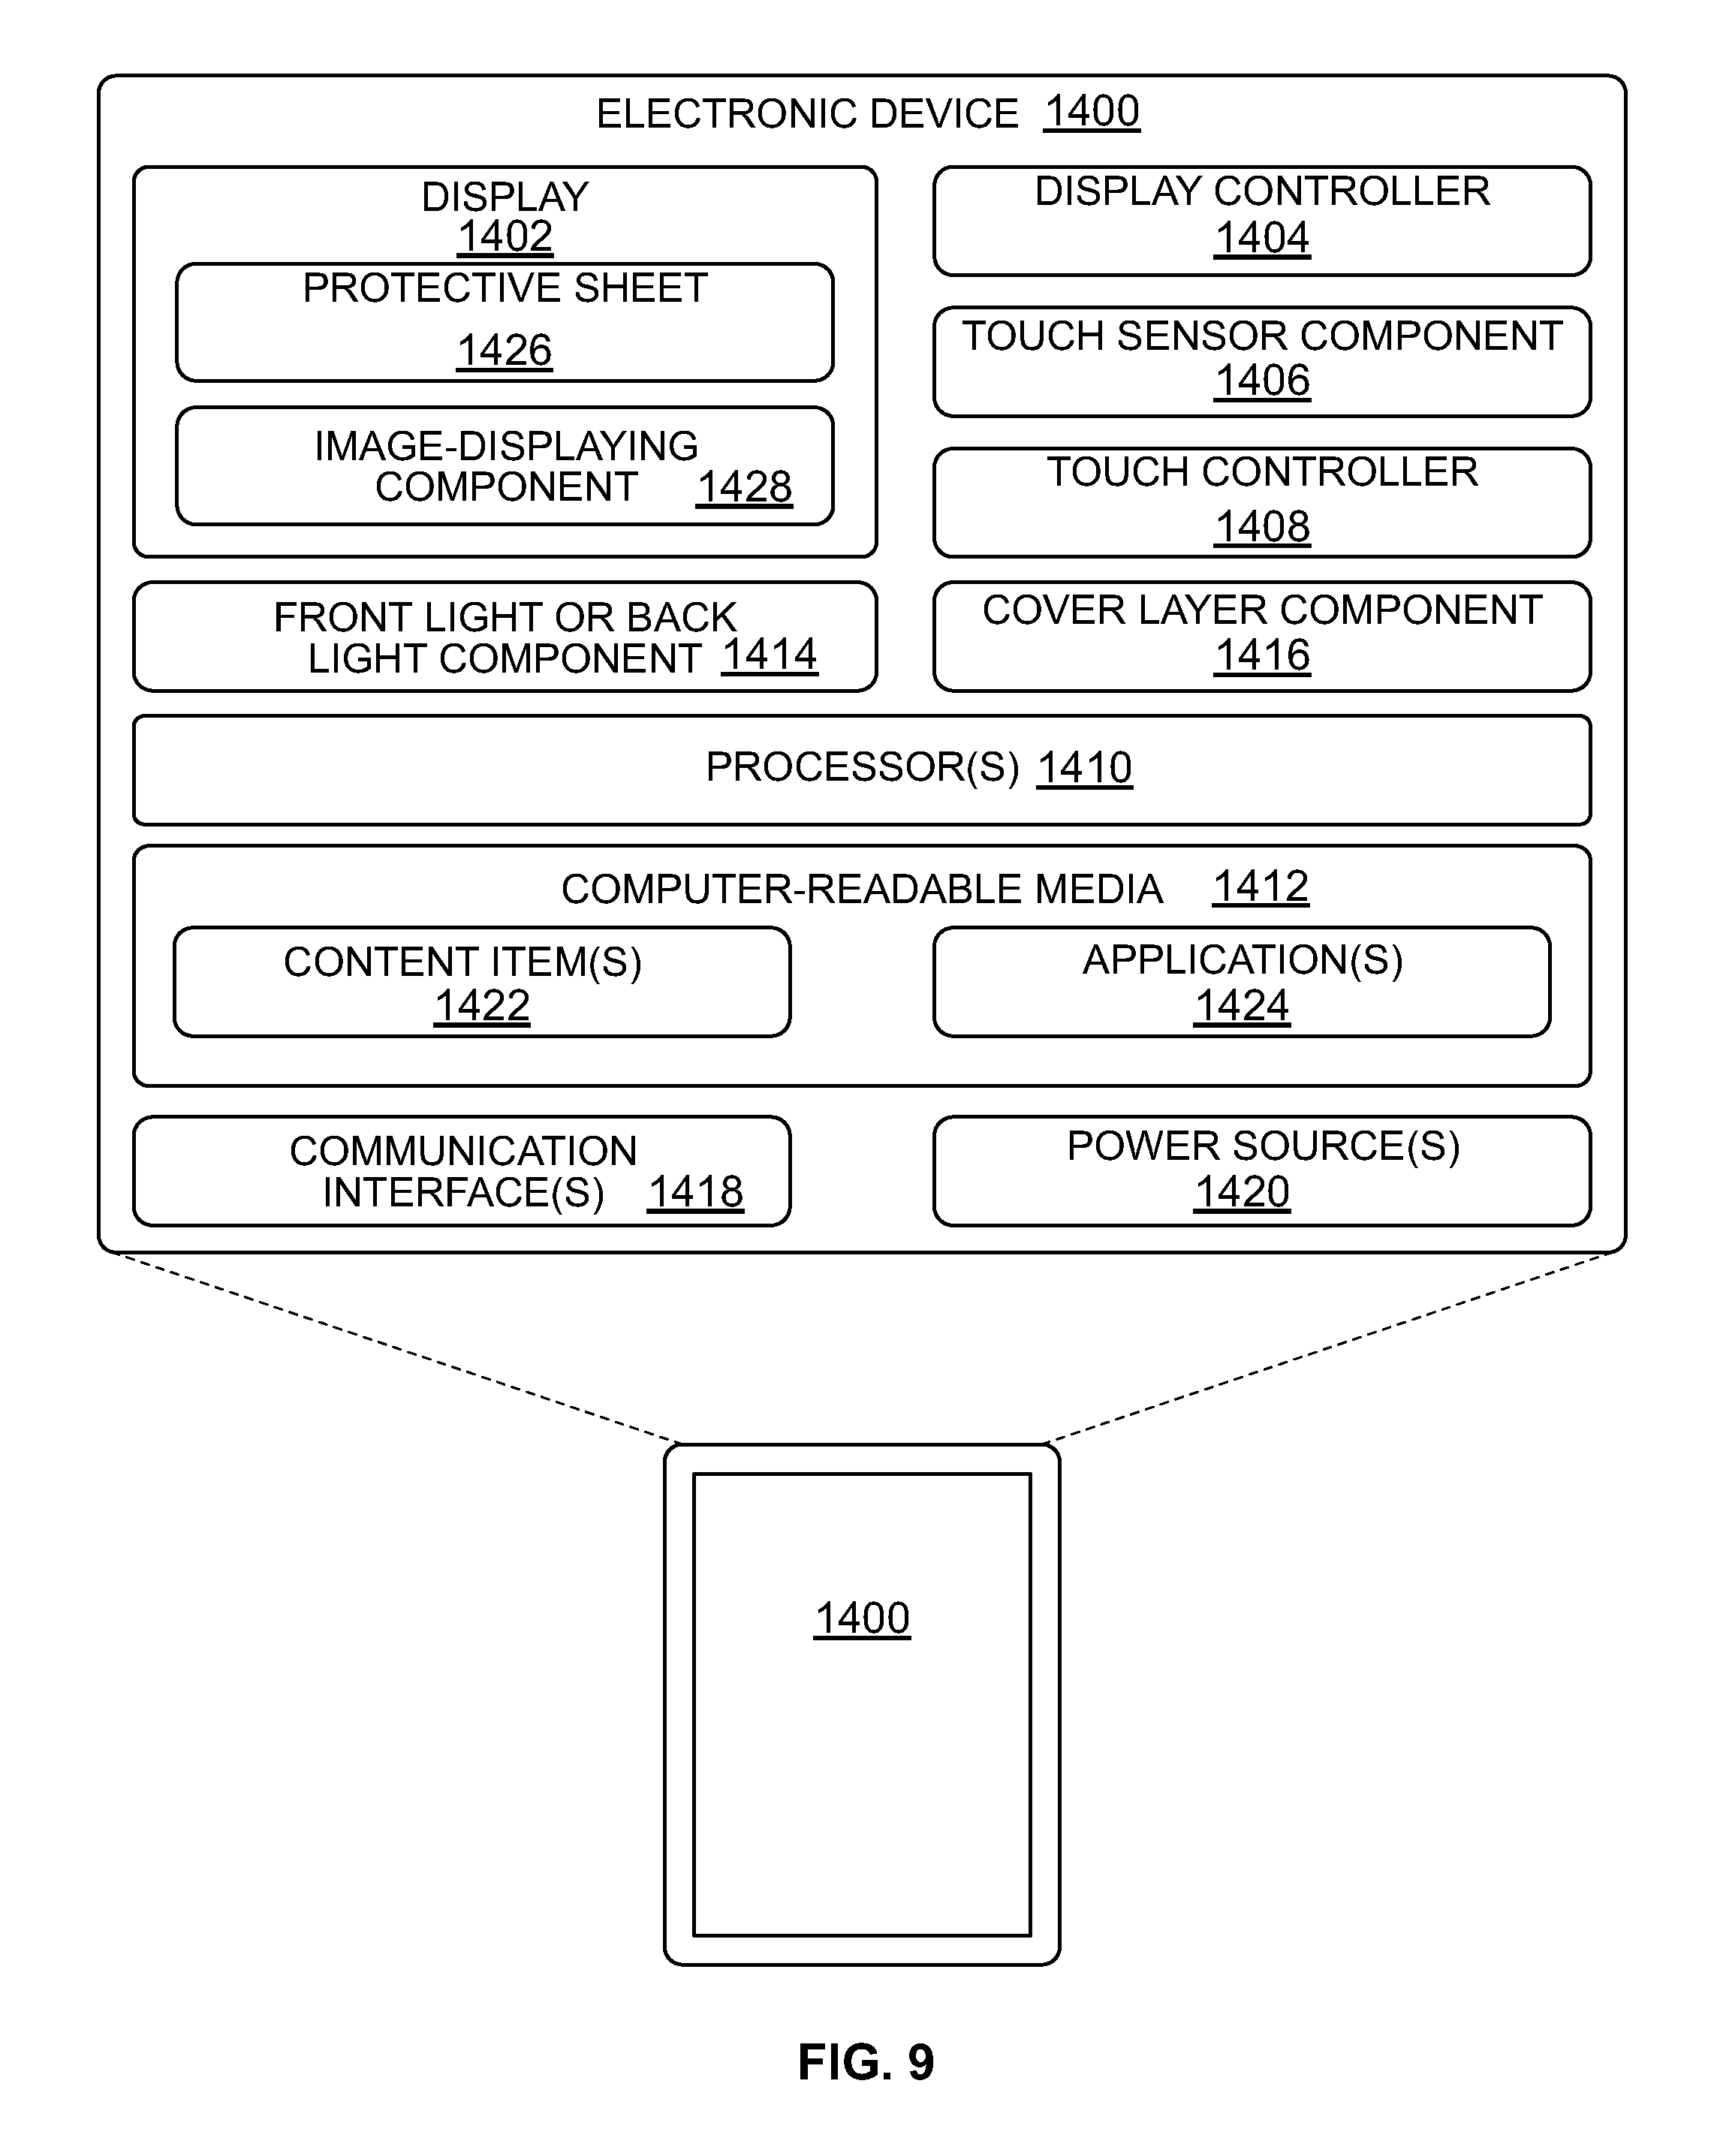 ELECTRONIC DEVICE 1400
DISPLAY
1402
PROTECTIVE SHEET
1426
IMAGE-DISPLAYING
COMPONENT 1428
DISPLAY CONTROLLER
1404
TOUCH SENSOR COMPONENT
1406
TOUCH CONTROLLER
1408
FRONT LIGHT OR BACK
LIGHT COMPONENT 1414
COVER LAYER COMPONENT
1416
PROCESSOR(S) 1410
COMPUTER-READABLE MEDIA 1412
CONTENT ITEM(S)
1422
APPLICATION(S)
1424
COMMUNICATION
INTERFACE(S) 1418
POWER SOURCE(S)
1420
1400
FIG. 9